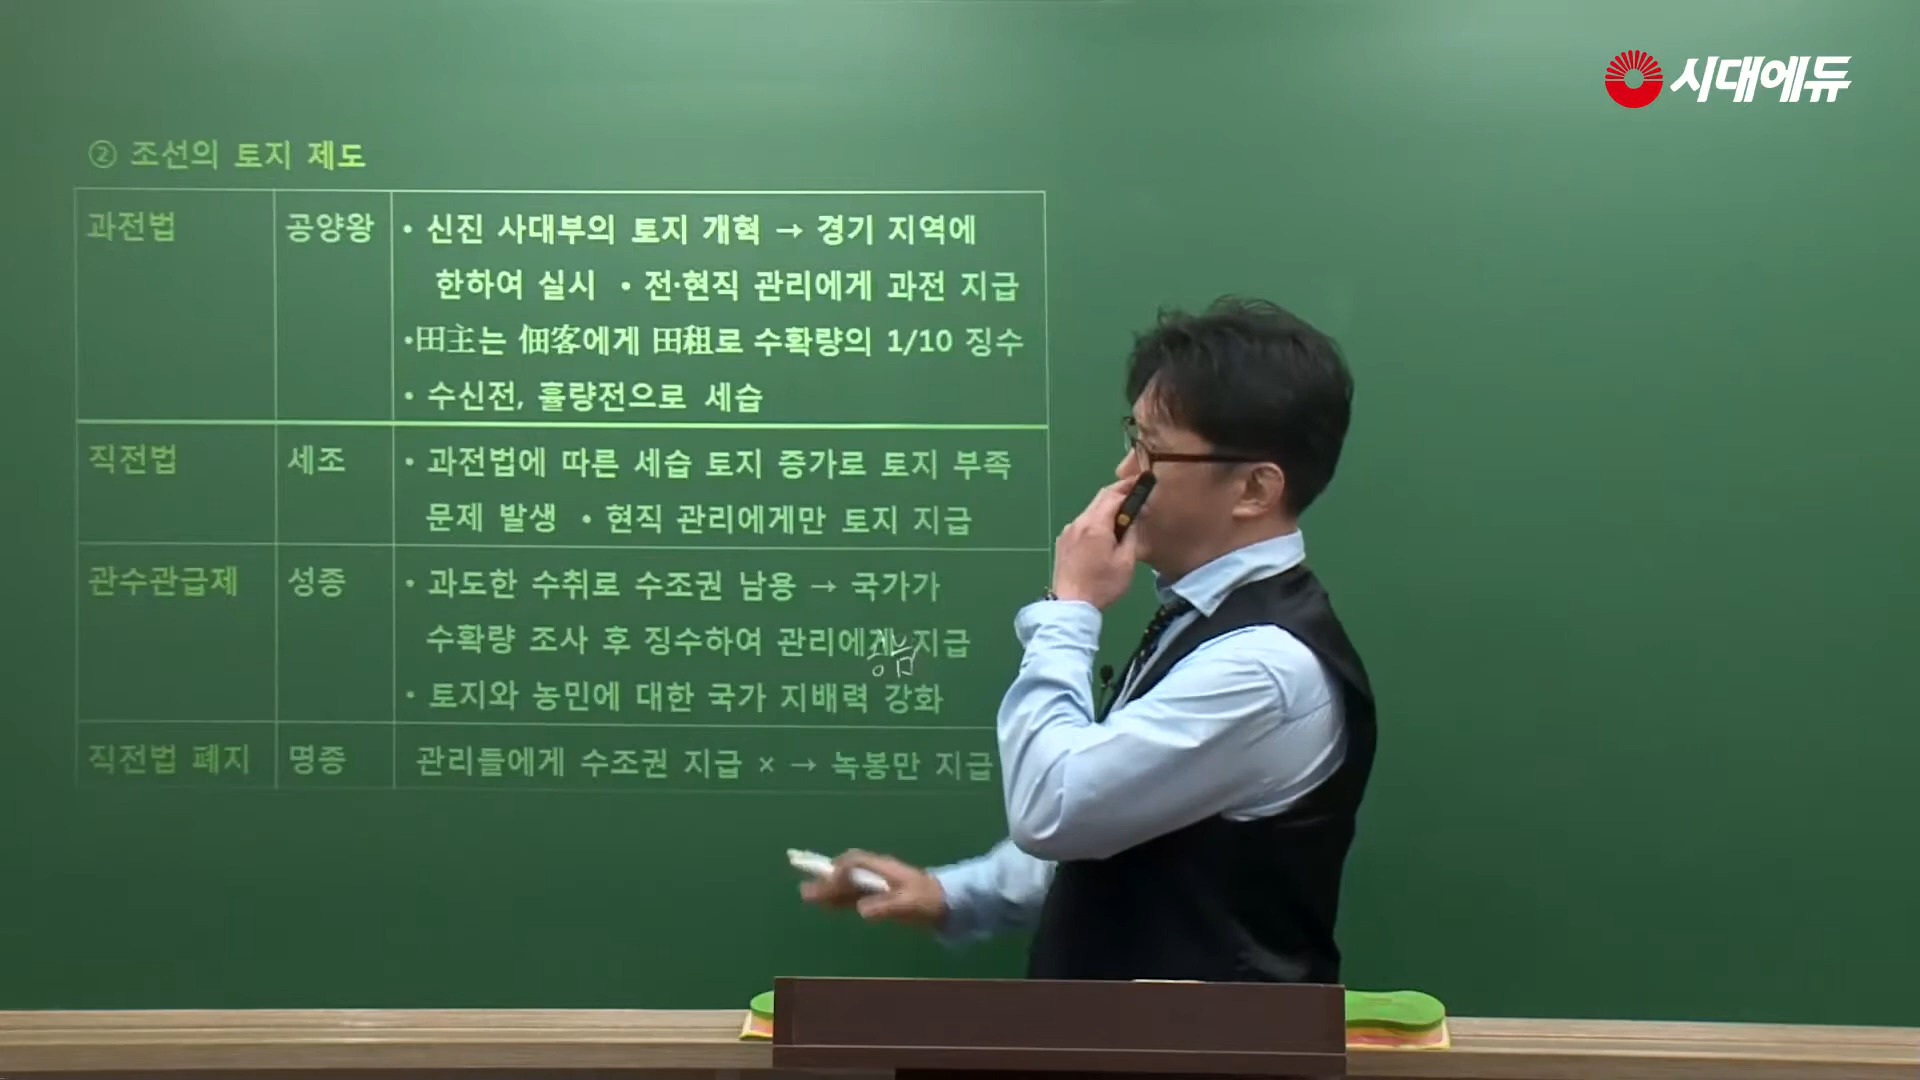 시대에듀
② 조선의 토지 제도
과전법 공양왕 • 신진 사대부의 토지 개혁 → 경기 지역에
한하여 실시 • 전·현직 관리에게 과전 지급
•田主는 佃客에게 田租로 수확량의 1/10 징수
• 수신전, 휼량전으로 세습
직전법 세조 • 과전법에 따른 세습 토지 증가로 토지 부족
문제 발생 • 현직 관리에게만 토지 지급
관수관급제 성종 • 과도한 수취로 수조권 남용 → 국가가
수확량 조사 후 징수하여 관리에게 지급
• 토지와 농민에 대한 국가 지배력 강화
직전법 폐지 명종 관리들에게 수조권 지급 × → 녹봉만 지급